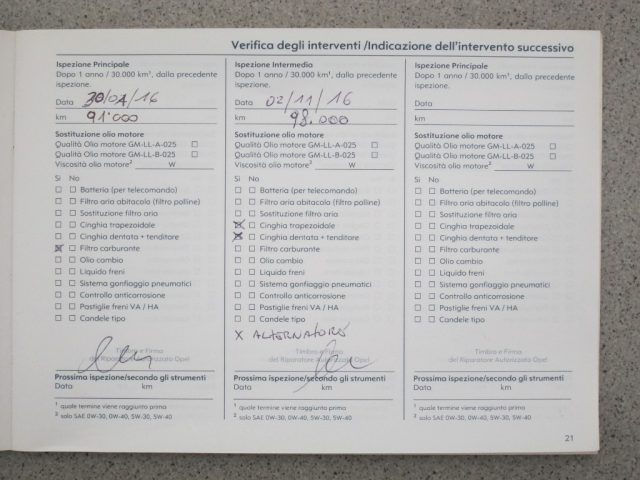 Verifica degli interventi /Indicazione dell'intervento successivo
Ispezione Principale
Dopo 1 anno / 30.000 km¹, dalla precedente
ispezione.
Data 30/04/16
km 91.000
Sostituzione olio motore
Qualità Olio motore GM-LL-A-025 ☐
Qualità Olio motore GM-LL-B-025 ☐
Viscosità olio motore² W
Si No
☐ ☐ Batteria (per telecomando)
☐ ☐ Filtro aria abitacolo (filtro polline)
☐ ☐ Sostituzione filtro aria
☐ ☐ Cinghia trapezoidale
☐ ☐ Cinghia dentata + tenditore
☒ ☐ Filtro carburante
☐ ☐ Olio cambio
☐ ☐ Liquido freni
☐ ☐ Sistema gonfiaggio pneumatici
☐ ☐ Controllo anticorrosione
☐ ☐ Pastiglie freni VA / HA
☐ ☐ Candele tipo
Timbro e Firma
del Riparatore Autorizzato Opel
Prossima ispezione/secondo gli strumenti
Data km
¹ quale termine viene raggiunto prima
² solo SAE 0W-30, 0W-40, 5W-30, 5W-40
Ispezione Intermedia
Dopo 1 anno / 30.000 km¹, dalla precedente
ispezione.
Data 02/11/16
km 98.000
Sostituzione olio motore
Qualità Olio motore GM-LL-A-025 ☐
Qualità Olio motore GM-LL-B-025 ☐
Viscosità olio motore² W
Si No
☐ ☐ Batteria (per telecomando)
☐ ☐ Filtro aria abitacolo (filtro polline)
☐ ☐ Sostituzione filtro aria
☒ ☐ Cinghia trapezoidale
☒ ☐ Cinghia dentata + tenditore
☐ ☐ Filtro carburante
☐ ☐ Olio cambio
☐ ☐ Liquido freni
☐ ☐ Sistema gonfiaggio pneumatici
☐ ☐ Controllo anticorrosione
☐ ☐ Pastiglie freni VA / HA
☐ ☐ Candele tipo
X ALTERNATORE
Timbro e Firma
del Riparatore Autorizzato Opel
Prossima ispezione/secondo gli strumenti
Data km
¹ quale termine viene raggiunto prima
² solo SAE 0W-30, 0W-40, 5W-30, 5W-40
Ispezione Principale
Dopo 1 anno / 30.000 km¹, dalla precedente
ispezione.
Data
km
Sostituzione olio motore
Qualità Olio motore GM-LL-A-025 ☐
Qualità Olio motore GM-LL-B-025 ☐
Viscosità olio motore² W
Si No
☐ ☐ Batteria (per telecomando)
☐ ☐ Filtro aria abitacolo (filtro polline)
☐ ☐ Sostituzione filtro aria
☐ ☐ Cinghia trapezoidale
☐ ☐ Cinghia dentata + tenditore
☐ ☐ Filtro carburante
☐ ☐ Olio cambio
☐ ☐ Liquido freni
☐ ☐ Sistema gonfiaggio pneumatici
☐ ☐ Controllo anticorrosione
☐ ☐ Pastiglie freni VA / HA
☐ ☐ Candele tipo
Timbro e Firma
del Riparatore Autorizzato Opel
Prossima ispezione/secondo gli strumenti
Data km
¹ quale termine viene raggiunto prima
² solo SAE 0W-30, 0W-40, 5W-30, 5W-40
21